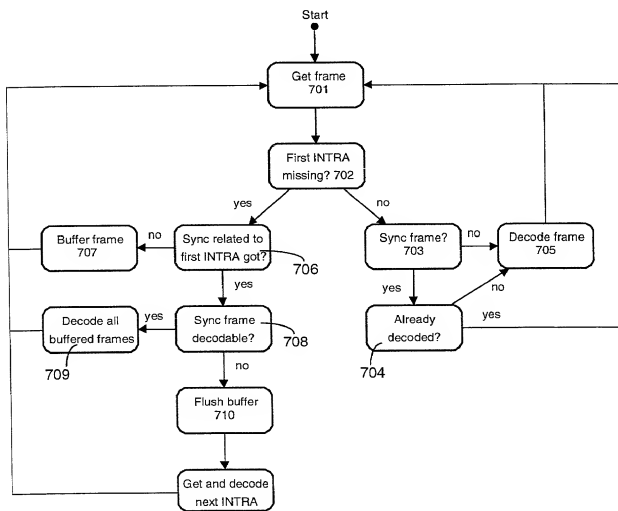 Start
Get frame
701
First INTRA
missing? 702
yes
no
Buffer frame
707
no
Sync related to
first INTRA got?
706
Sync frame?
703
no
Decode frame
705
yes
yes
no
Decode all
buffered frames
709
yes
Sync frame
decodable?
708
Already
decoded?
704
yes
no
Flush buffer
710
Get and decode
next INTRA